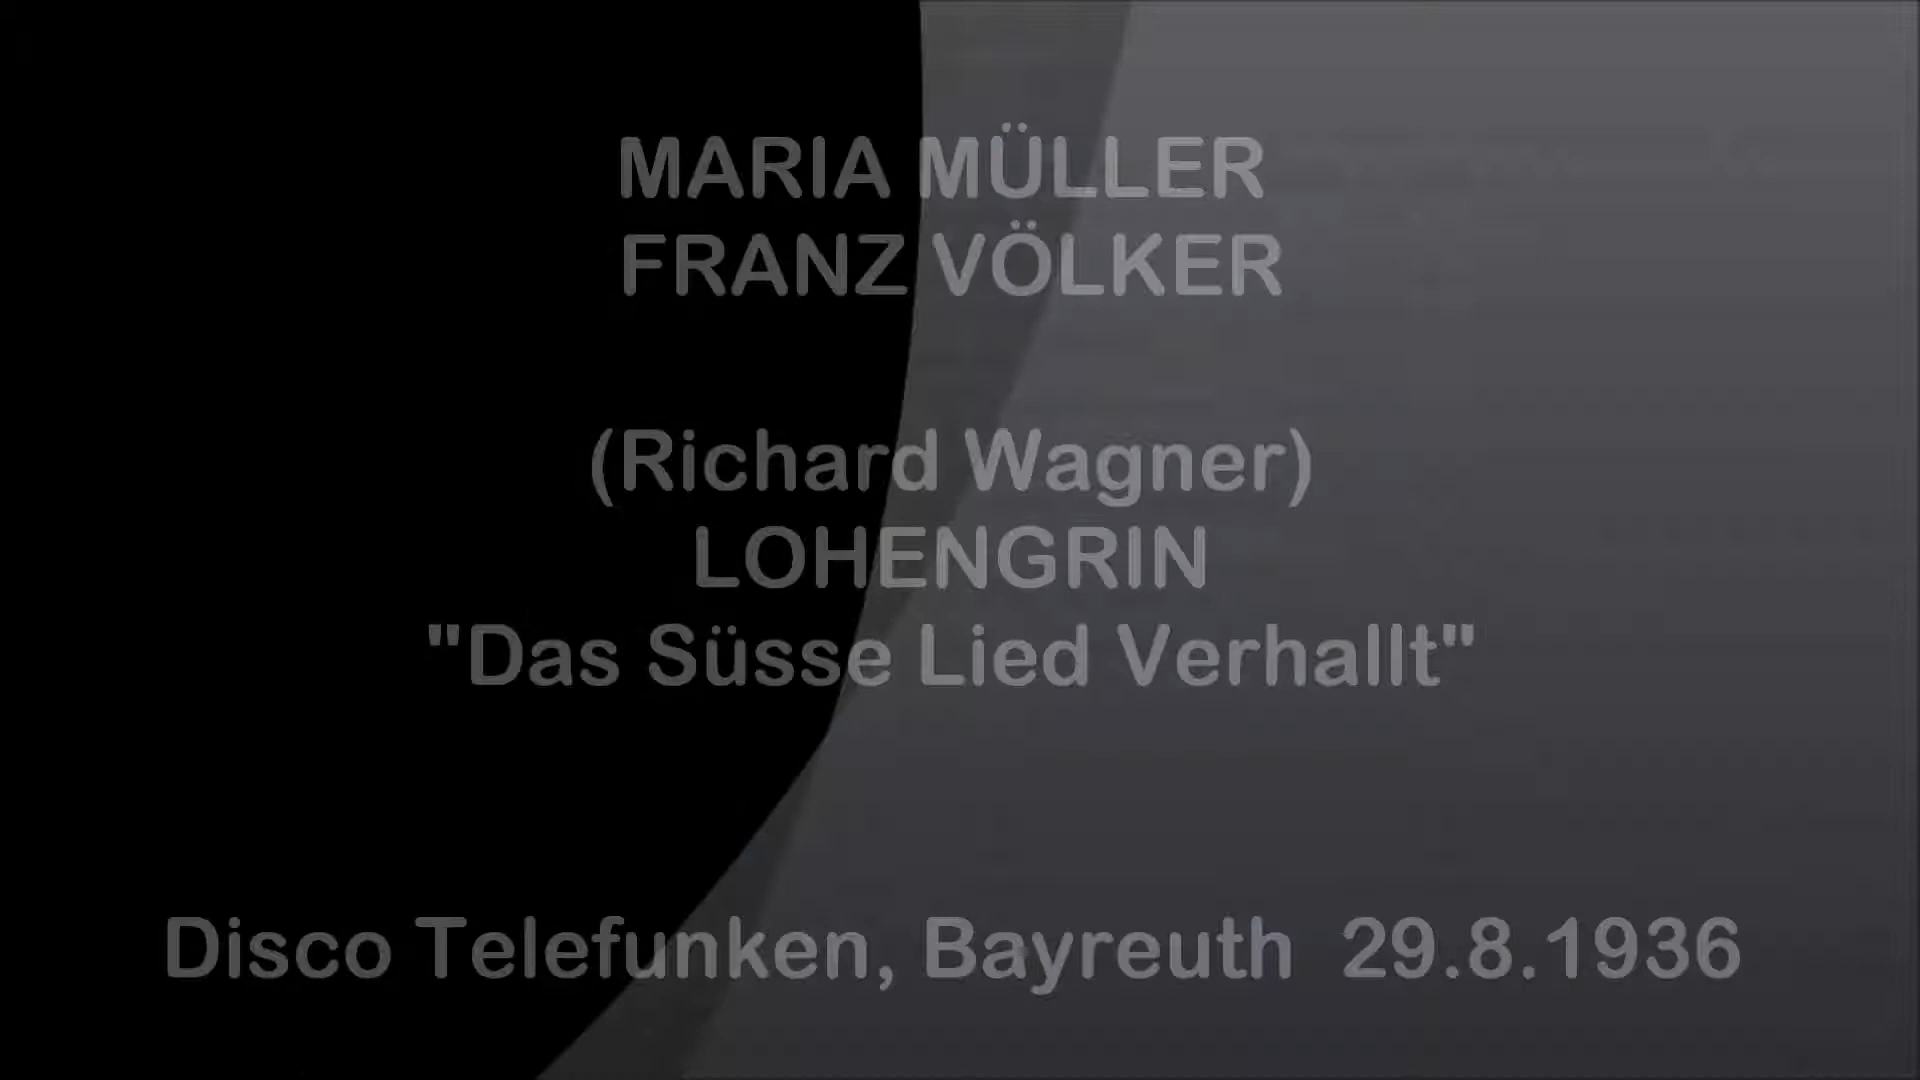 MARIA MÜLLER
FRANZ VÖLKER
(Richard Wagner)
LOHENGRIN
"Das Süsse Lied Verhallt"
Disco Telefunken, Bayreuth 29.8.1936